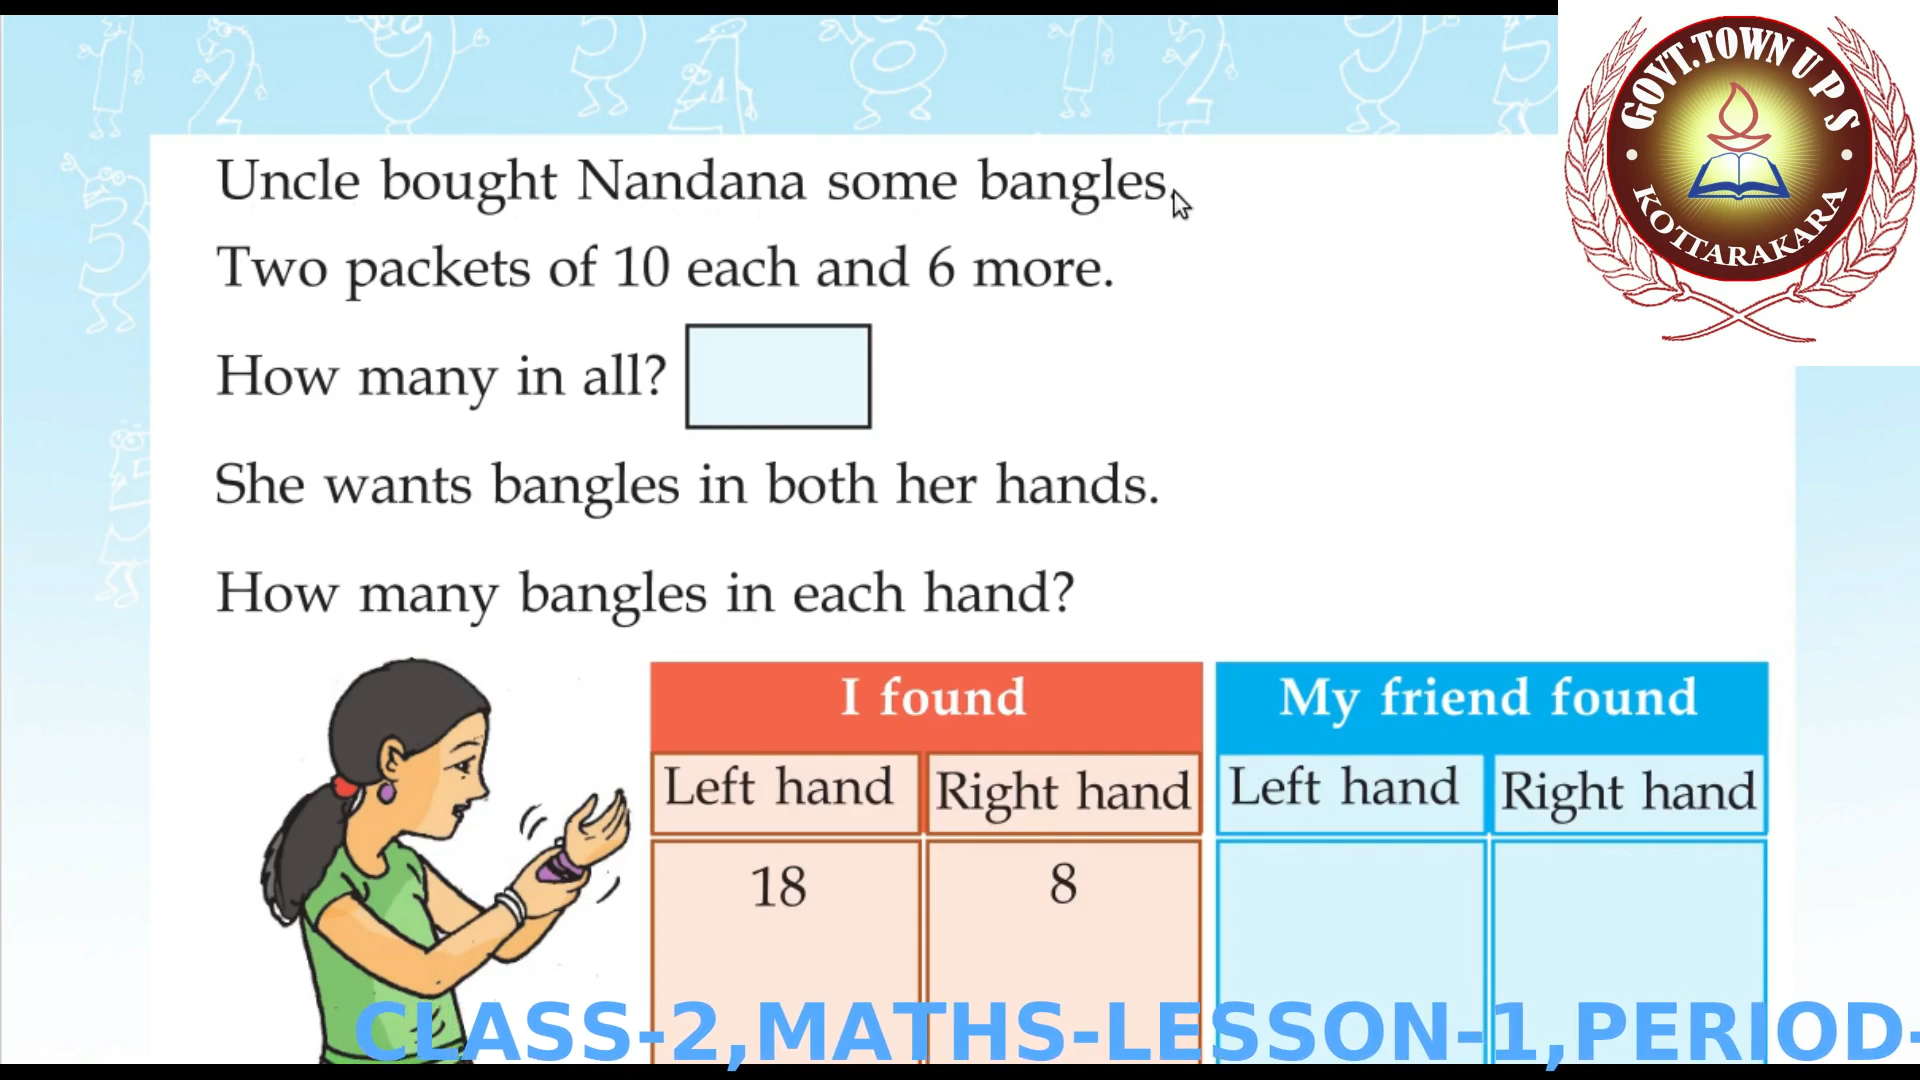 GOVT.TOWN U P S
KOTTARAKARA
Uncle bought Nandana some bangles.
Two packets of 10 each and 6 more.
How many in all?
She wants bangles in both her hands.
How many bangles in each hand?
I found
Left hand Right hand
18 8
My friend found
Left hand Right hand
CLASS-2,MATHS-LESSON-1,PERIOD-